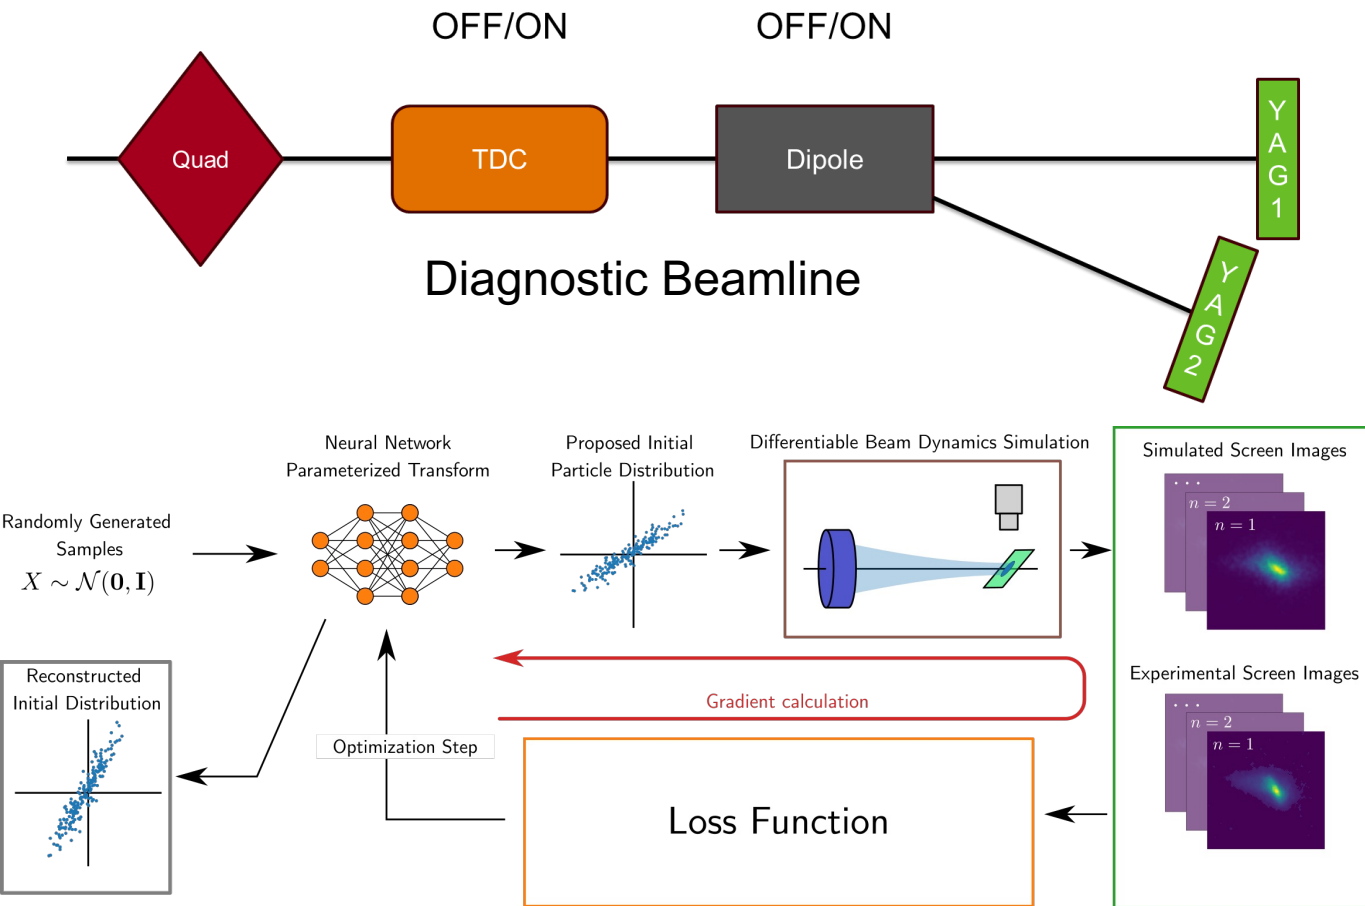 OFF/ON
OFF/ON
Quad
TDC
Dipole
Y
A
G
1
Y
A
G
2
Diagnostic Beamline
Neural Network
Parameterized Transform
Proposed Initial
Particle Distribution
Differentiable Beam Dynamics Simulation
Simulated Screen Images
. . .
n = 2
n = 1
Randomly Generated
Samples
X ∼ 𝒩(𝟎, 𝐈)
Reconstructed
Initial Distribution
Gradient calculation
Optimization Step
Loss Function
Experimental Screen Images
. . .
n = 2
n = 1